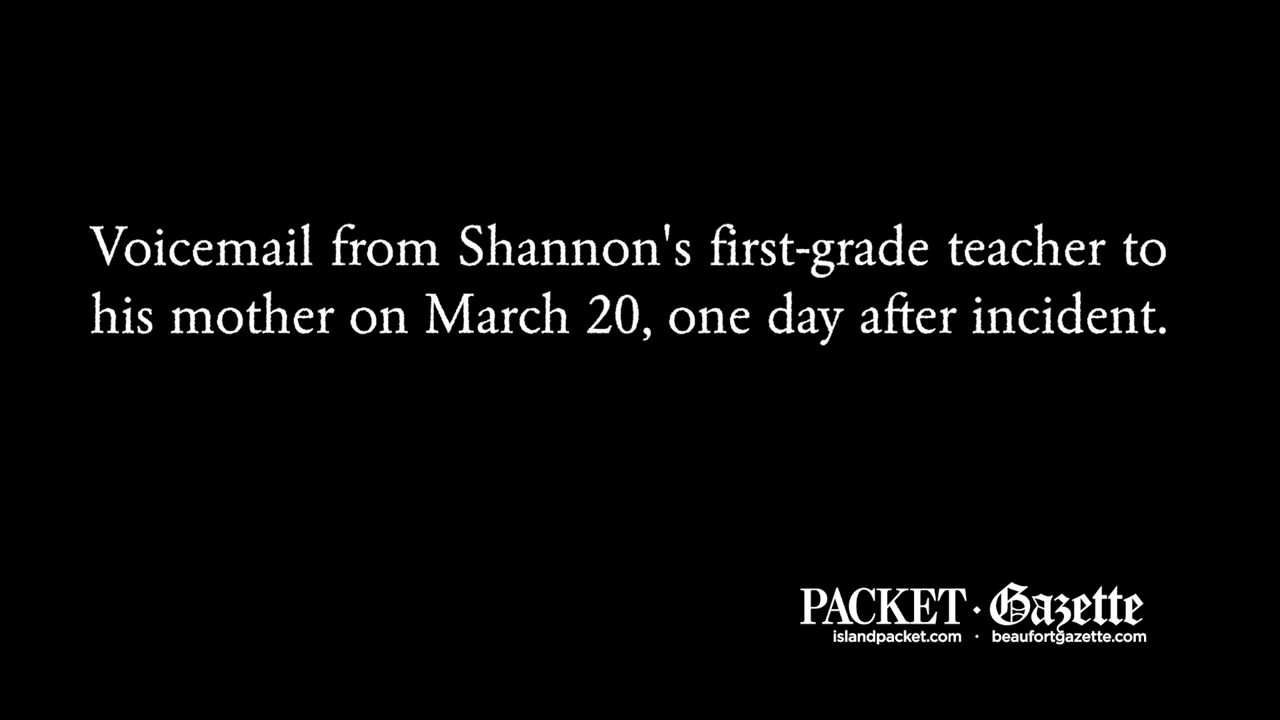 Voicemail from Shannon's first-grade teacher to
his mother on March 20, one day after incident.
PACKET · Gazette
islandpacket.com · beaufortgazette.com